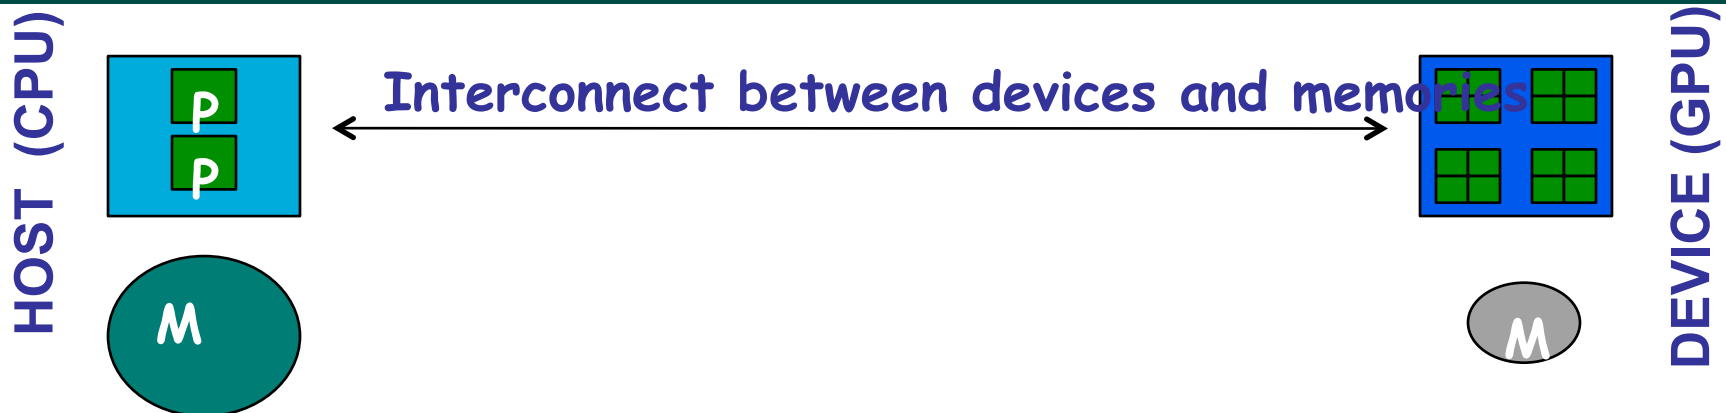 HOST (CPU)
P
P
M
Interconnect between devices and memories
M
DEVICE (GPU)